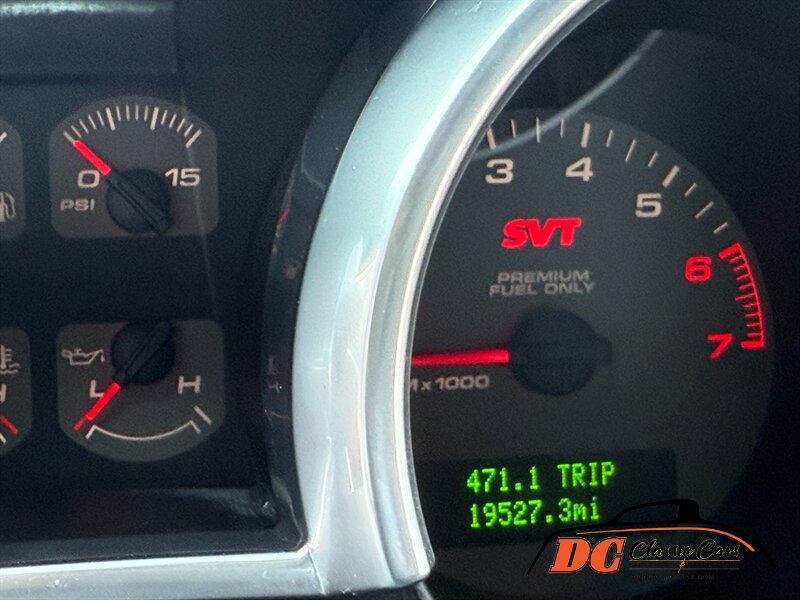 0 15
PSI
L H
3 4 5 6 7
SVT
PREMIUM
FUEL ONLY
x1000
471.1 TRIP
19527.3mi
DC Classic Cars